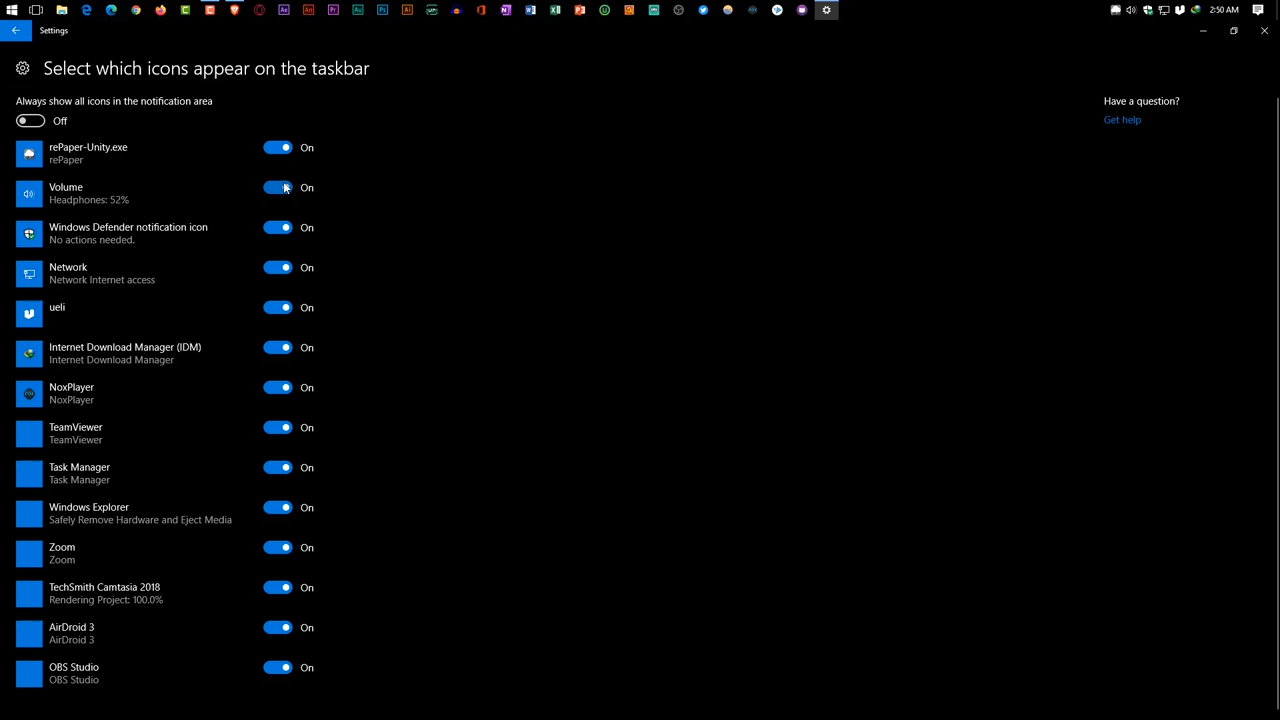 2:50 AM
Settings
Select which icons appear on the taskbar
Always show all icons in the notification area
Off
Have a question?
Get help
rePaper-Unity.exe
rePaper
On
Volume
Headphones: 52%
On
Windows Defender notification icon
No actions needed.
On
Network
Network Internet access
On
ueli
On
Internet Download Manager (IDM)
Internet Download Manager
On
NoxPlayer
NoxPlayer
On
TeamViewer
TeamViewer
On
Task Manager
Task Manager
On
Windows Explorer
Safely Remove Hardware and Eject Media
On
Zoom
Zoom
On
TechSmith Camtasia 2018
Rendering Project: 100.0%
On
AirDroid 3
AirDroid 3
On
OBS Studio
OBS Studio
On